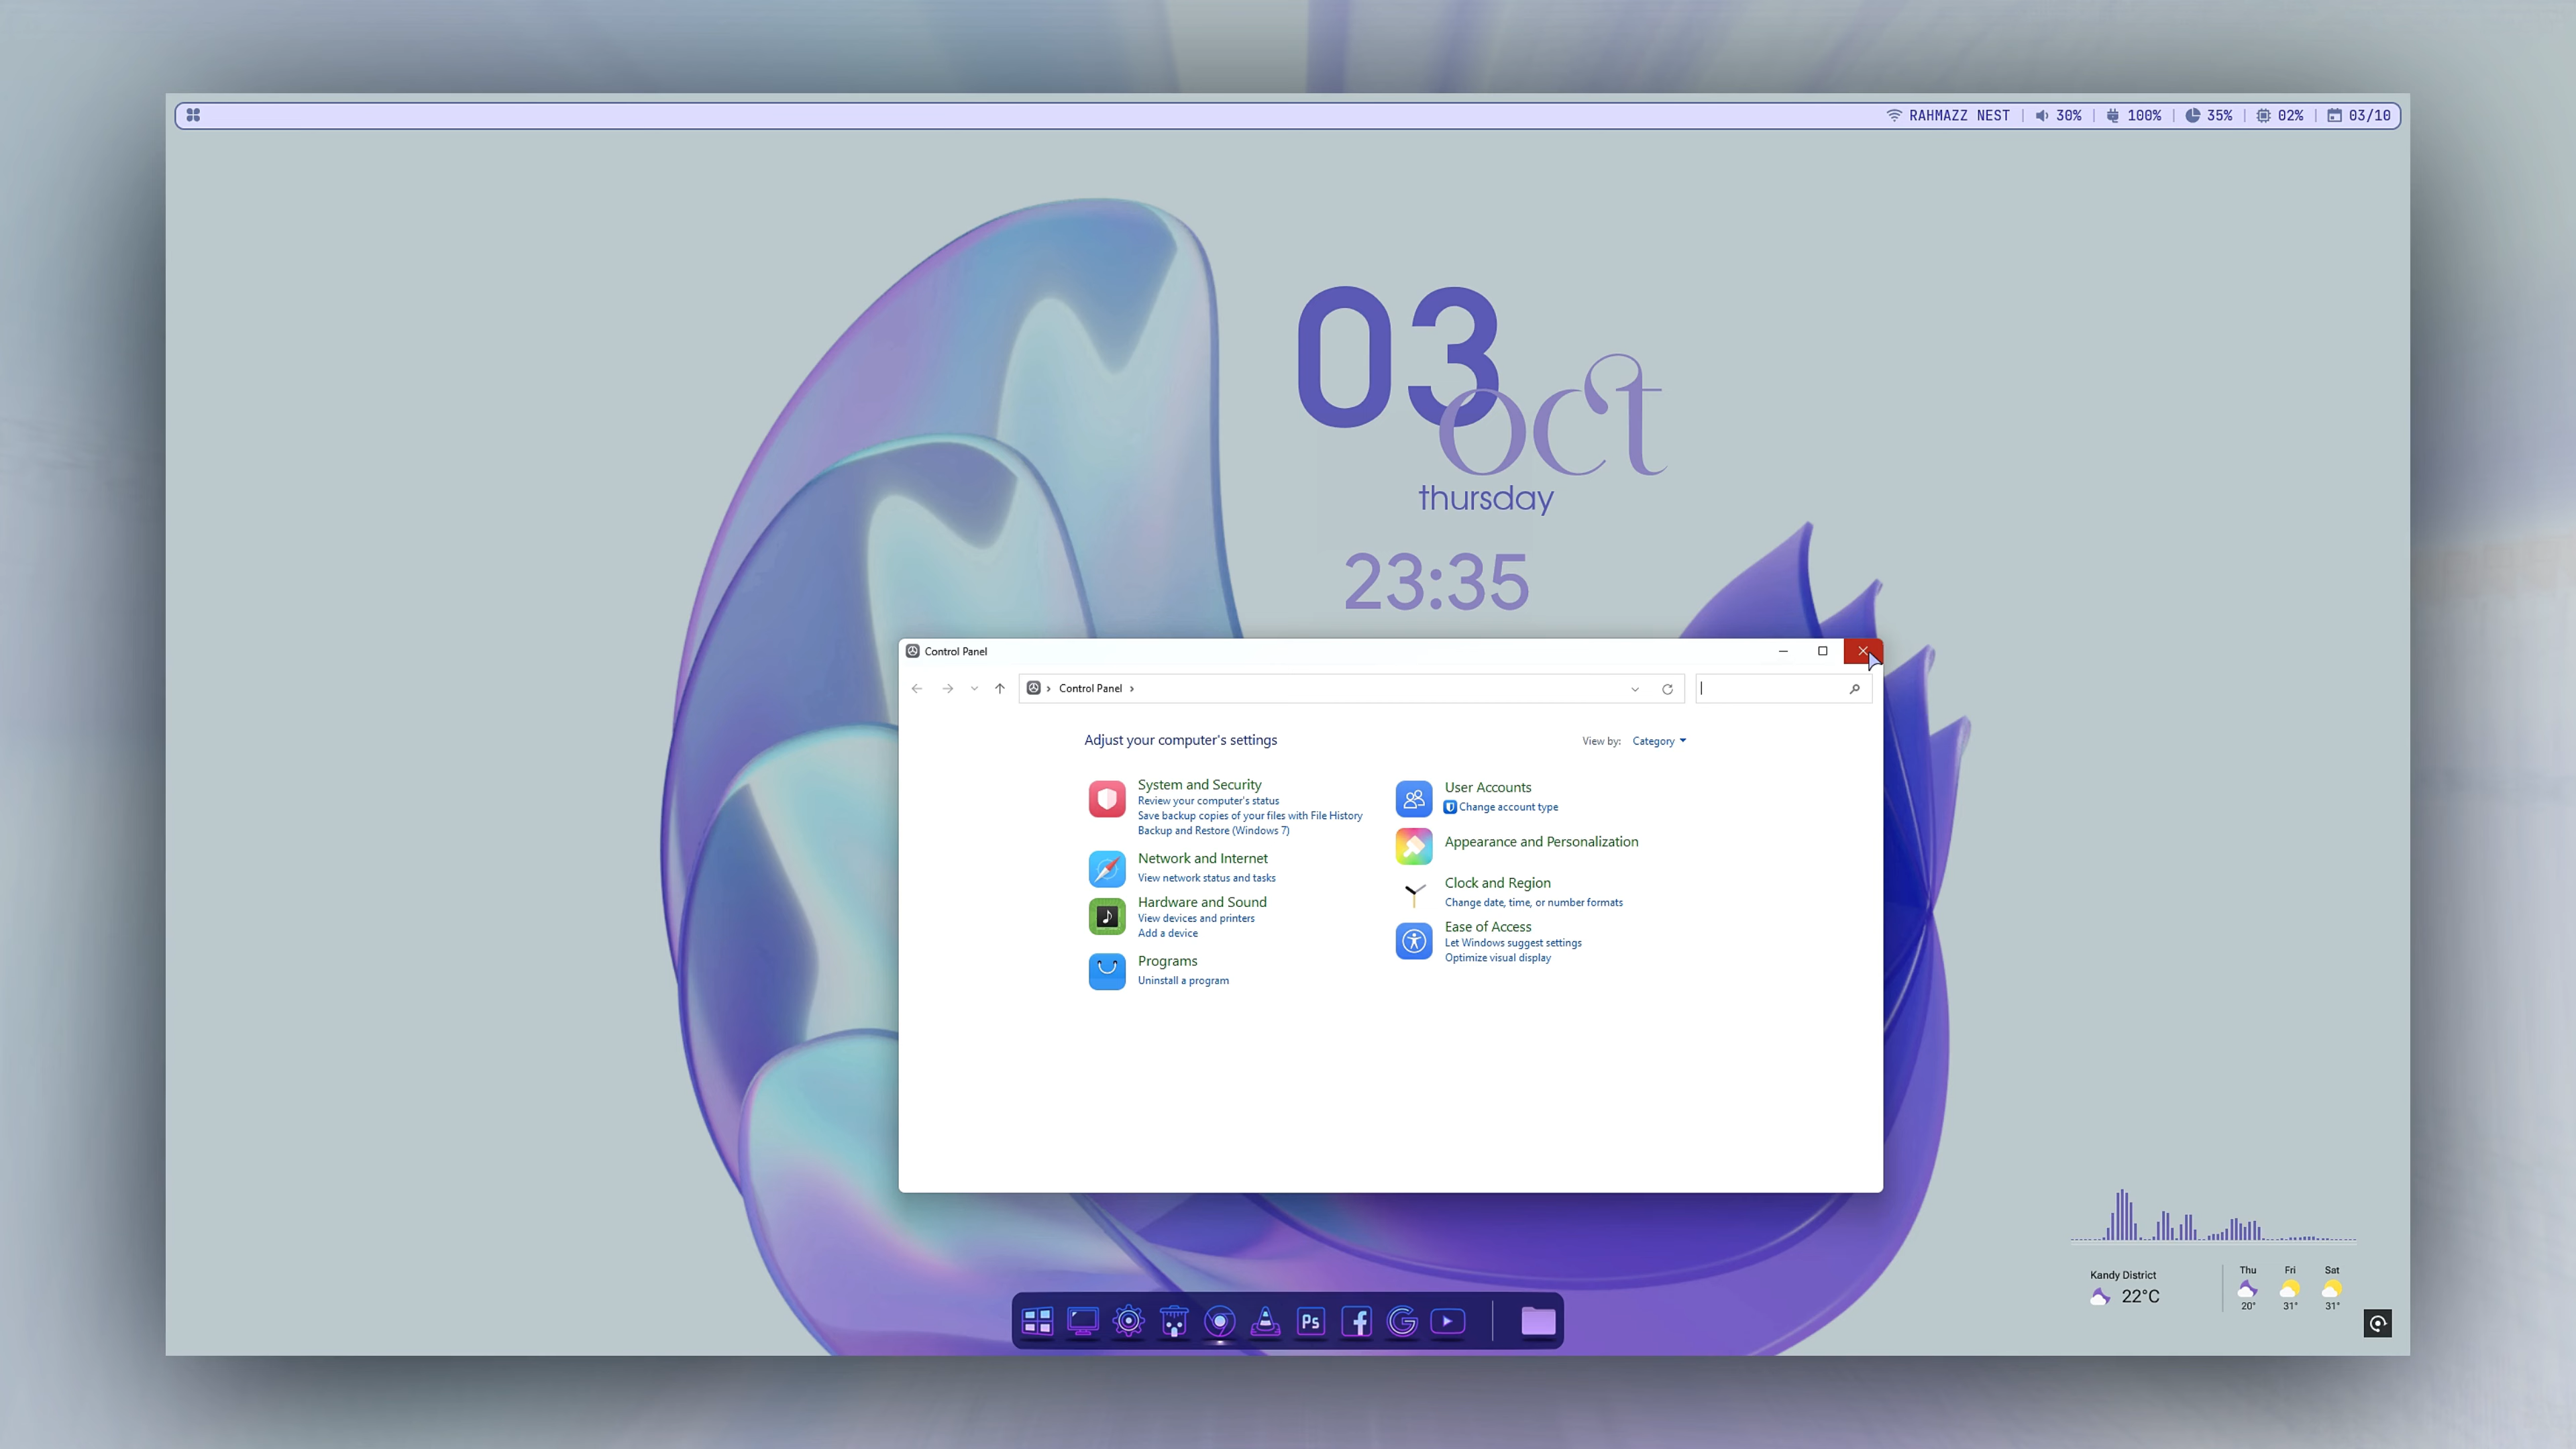 RAHMAZZ NEST | 30% | 100% | 35% | 02% | 03/10
03
oct
thursday
23:35
Control Panel
Control Panel
Adjust your computer's settings
View by: Category
System and Security
Review your computer's status
Save backup copies of your files with File History
Backup and Restore (Windows 7)
Network and Internet
View network status and tasks
Hardware and Sound
View devices and printers
Add a device
Programs
Uninstall a program
User Accounts
Change account type
Appearance and Personalization
Clock and Region
Change date, time, or number formats
Ease of Access
Let Windows suggest settings
Optimize visual display
Kandy District
22°C
Thu Fri Sat
20° 31° 31°
Ps